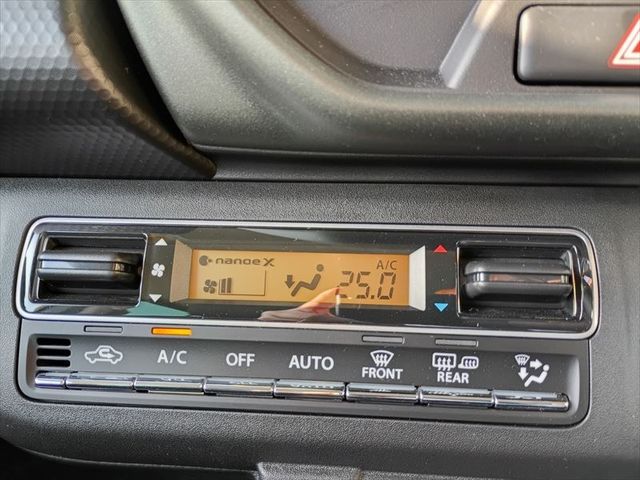 nanoe X
A/C
25.0
A/C OFF AUTO FRONT REAR